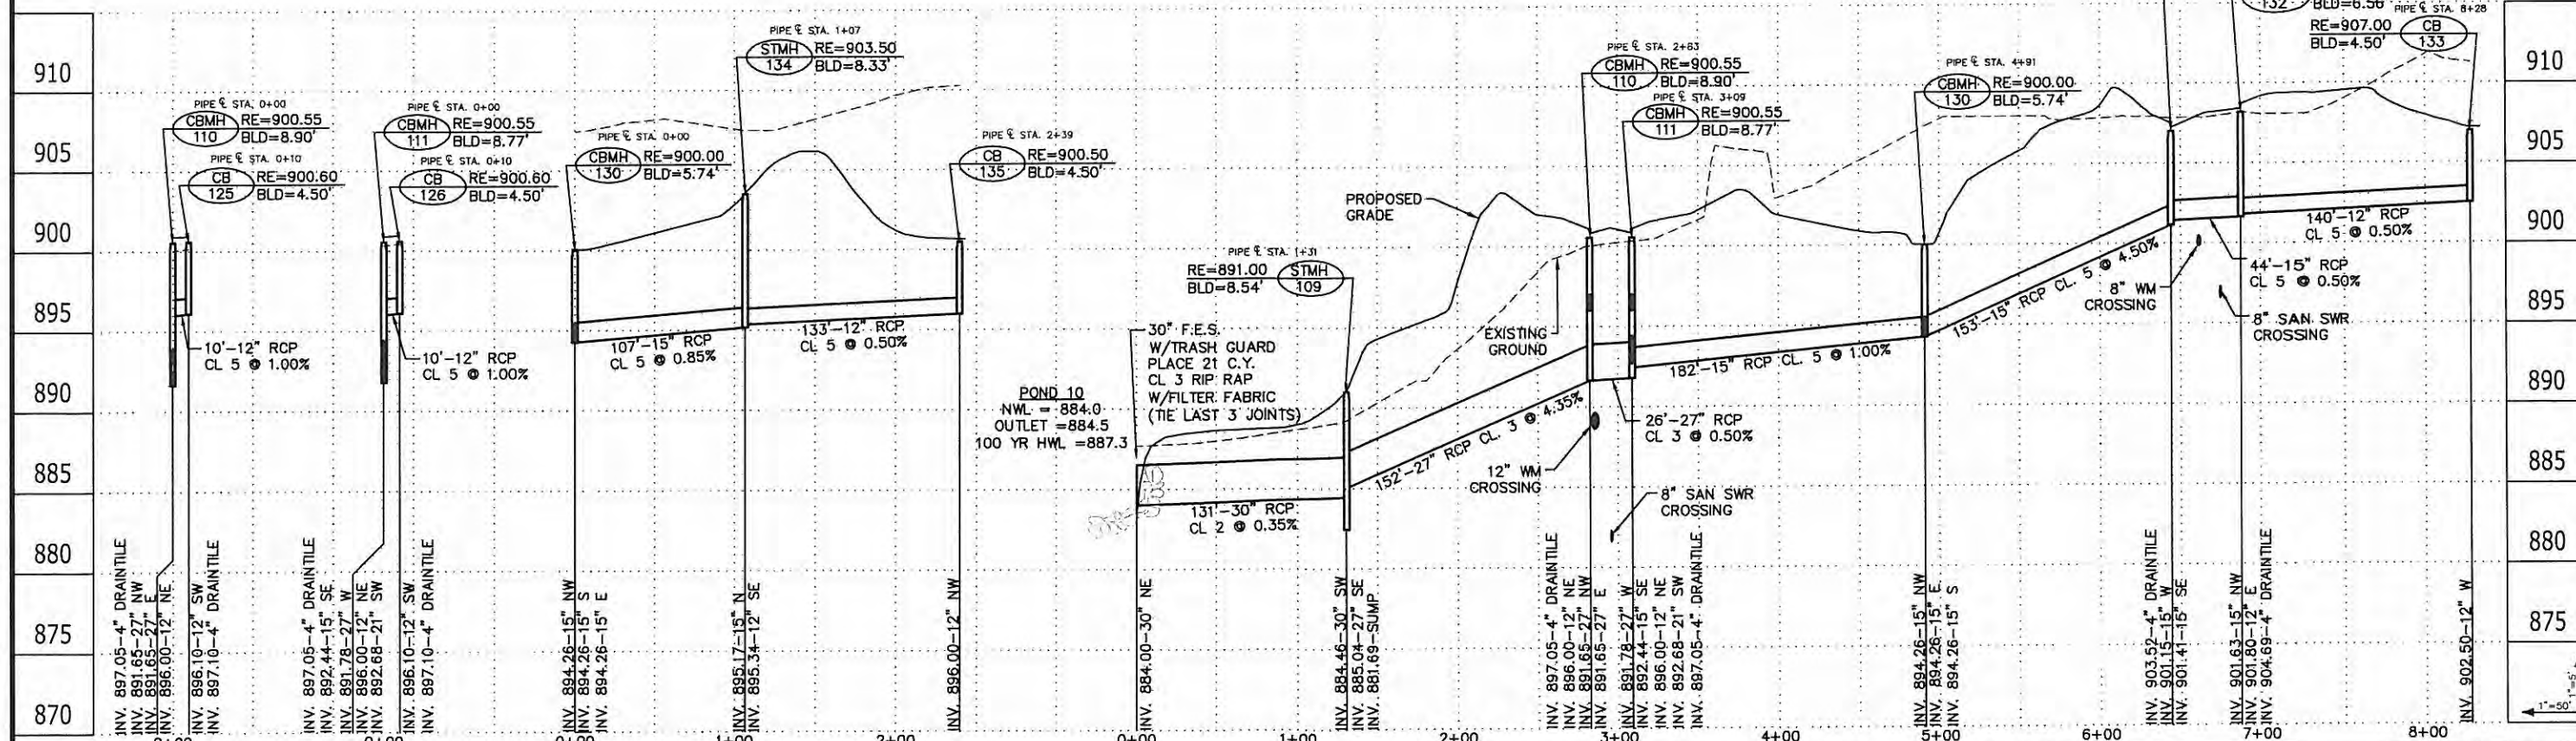 910
905
900
895
890
885
880
875
870
PIPE ℄ STA. 0+00
CBMH RE=900.55
110 BLD=8.90'
PIPE ℄ STA. 0+10
CB RE=900.60
125 BLD=4.50'
10'-12" RCP
CL 5 @ 1.00%
INV. 897.05-4" DRAINTILE
INV. 891.65-27" NW
INV. 891.65-27" E
INV. 896.00-12" NE
INV. 896.10-12" SW
INV. 897.10-4" DRAINTILE
0+00
PIPE ℄ STA. 0+00
CBMH RE=900.55
111 BLD=8.77'
PIPE ℄ STA. 0+10
CB RE=900.60
126 BLD=4.50'
10'-12" RCP
CL 5 @ 1.00%
INV. 897.05-4" DRAINTILE
INV. 892.44-15" SE
INV. 891.78-27" W
INV. 896.00-12" NE
INV. 892.68-21" SW
INV. 896.10-12" SW
INV. 897.10-4" DRAINTILE
0+00
PIPE ℄ STA. 0+00
CBMH RE=900.00
130 BLD=5.74'
PIPE ℄ STA. 1+07
STMH RE=903.50
134 BLD=8.33'
PIPE ℄ STA. 2+39
CB RE=900.50
135 BLD=4.50'
107'-15" RCP
CL 5 @ 0.85%
133'-12" RCP
CL 5 @ 0.50%
INV. 894.26-15" NW
INV. 894.26-15" S
INV. 894.26-15" E
INV. 895.17-15" N
INV. 895.34-12" SE
INV. 896.00-12" NW
0+00
1+00
2+00
POND 10
NWL = 884.0
OUTLET =884.5
100 YR HWL =887.3
30" F.E.S.
W/TRASH GUARD
PLACE 21 C.Y.
CL 3 RIP RAP
W/FILTER FABRIC
(TIE LAST 3 JOINTS)
PIPE ℄ STA. 1+31
RE=891.00 STMH
BLD=8.54' 109
PROPOSED
GRADE
EXISTING
GROUND
131'-30" RCP
CL 2 @ 0.35%
152'-27" RCP CL. 3 @ 4.35%
12" WM
CROSSING
8" SAN SWR
CROSSING
26'-27" RCP
CL 3 @ 0.50%
PIPE ℄ STA. 2+83
CBMH RE=900.55
110 BLD=8.90'
PIPE ℄ STA. 3+09
CBMH RE=900.55
111 BLD=8.77'
182'-15" RCP CL. 5 @ 1.00%
PIPE ℄ STA. 4+91
CBMH RE=900.00
130 BLD=5.74'
153'-15" RCP CL. 5 @ 4.50%
8" WM
CROSSING
8" SAN SWR
CROSSING
44'-15" RCP
CL 5 @ 0.50%
140'-12" RCP
CL 5 @ 0.50%
132 BLD=6.56'
PIPE ℄ STA. 8+28
RE=907.00 CB
BLD=4.50' 133
INV. 884.00-30" NE
INV. 884.46-30" SW
INV. 885.04-27" SE
INV. 881.69-SUMP
INV. 897.05-4" DRAINTILE
INV. 896.00-12" NE
INV. 891.65-27" NW
INV. 891.65-27" E
INV. 891.78-27" W
INV. 892.44-15" SE
INV. 896.00-12" NE
INV. 892.68-21" SW
INV. 897.05-4" DRAINTILE
INV. 894.26-15" NW
INV. 894.26-15" E
INV. 894.26-15" S
INV. 903.52-4" DRAINTILE
INV. 901.15-15" W
INV. 901.41-15" SE
INV. 901.63-15" NW
INV. 901.80-12" E
INV. 904.69-4" DRAINTILE
INV. 902.50-12" W
0+00
1+00
2+00
3+00
4+00
5+00
6+00
7+00
8+00
910
905
900
895
890
885
880
875
1"=5'
1"=50'